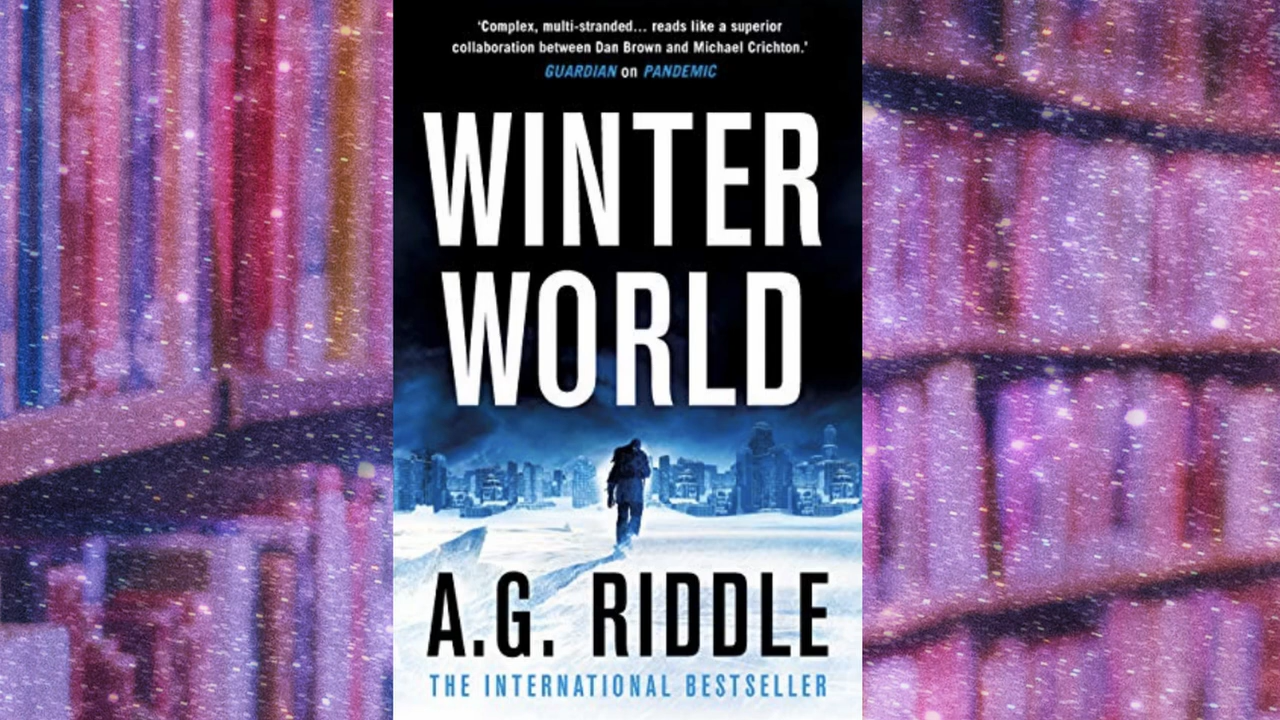 ‘Complex, multi-stranded... reads like a superior
collaboration between Dan Brown and Michael Crichton.’
GUARDIAN on PANDEMIC
WINTER
WORLD
A.G. RIDDLE
THE INTERNATIONAL BESTSELLER